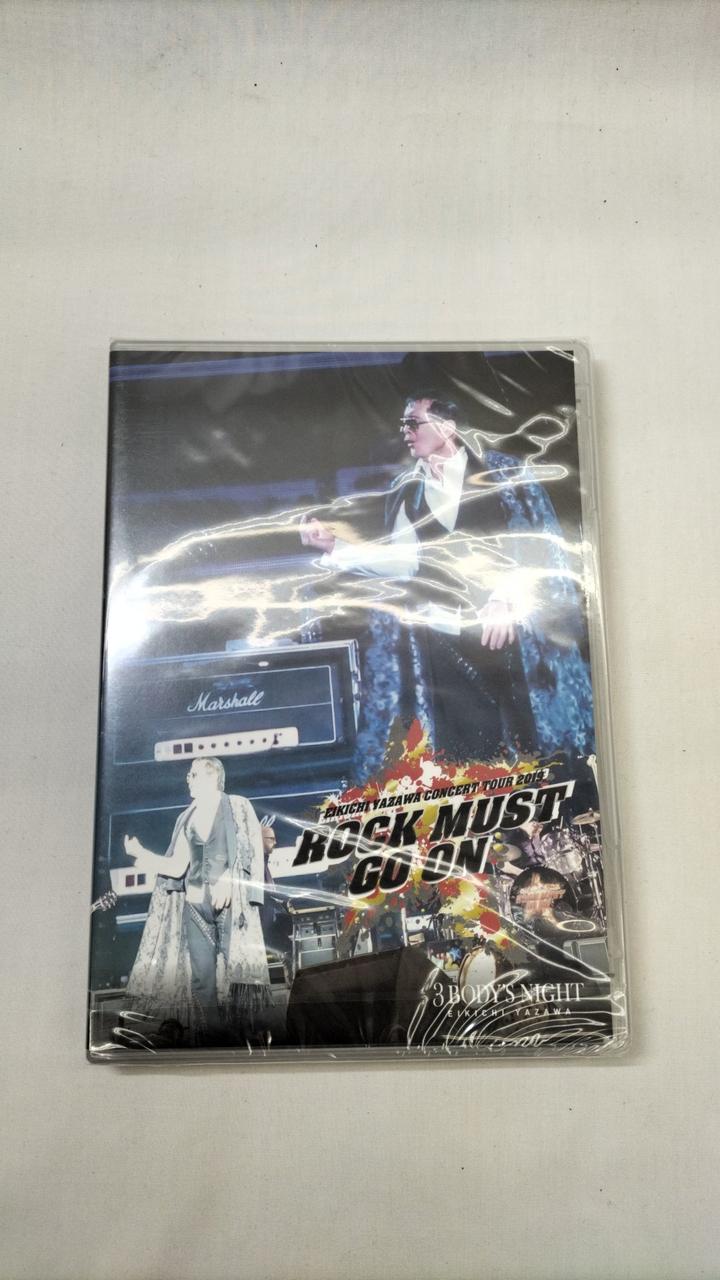 Marshall
EIKICHI YAZAWA CONCERT TOUR 2019
ROCK MUST
GO ON
3 BODY'S NIGHT
EIKICHI YAZAWA